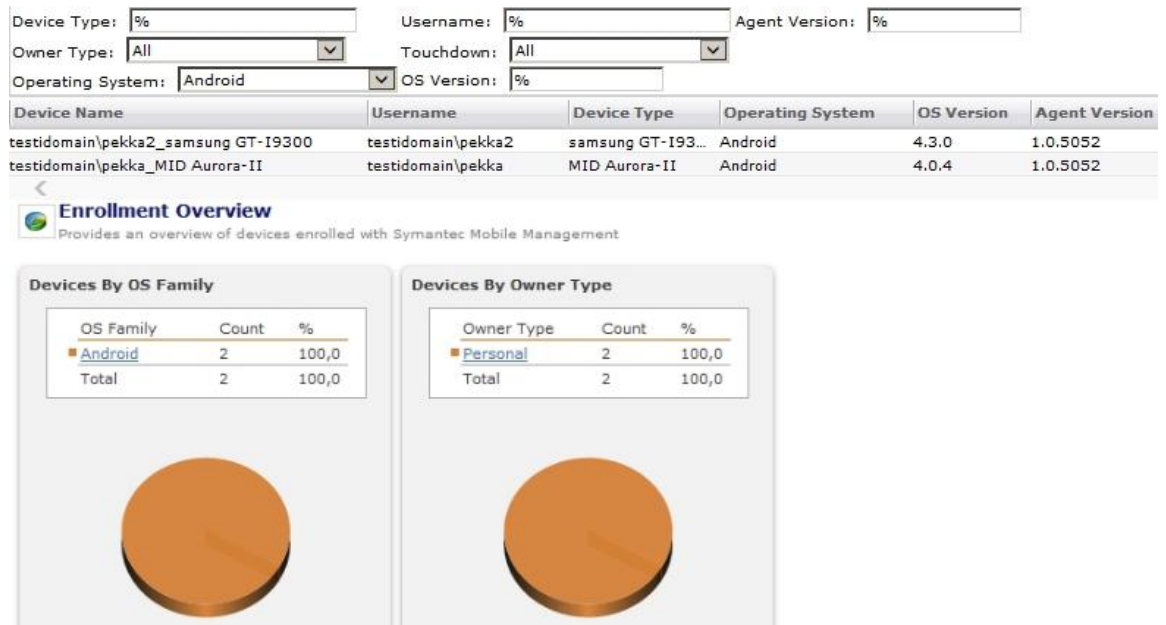 Device Type: % Username: % Agent Version: %
Owner Type: All Touchdown: All
Operating System: Android OS Version: %
Device Name Username Device Type Operating System OS Version Agent Version
testidomain\pekka2_samsung GT-I9300 testidomain\pekka2 samsung GT-I93... Android 4.3.0 1.0.5052
testidomain\pekka_MID Aurora-II testidomain\pekka MID Aurora-II Android 4.0.4 1.0.5052
Enrollment Overview
Provides an overview of devices enrolled with Symantec Mobile Management
Devices By OS Family
OS Family Count %
Android 2 100,0
Total 2 100,0
Devices By Owner Type
Owner Type Count %
Personal 2 100,0
Total 2 100,0